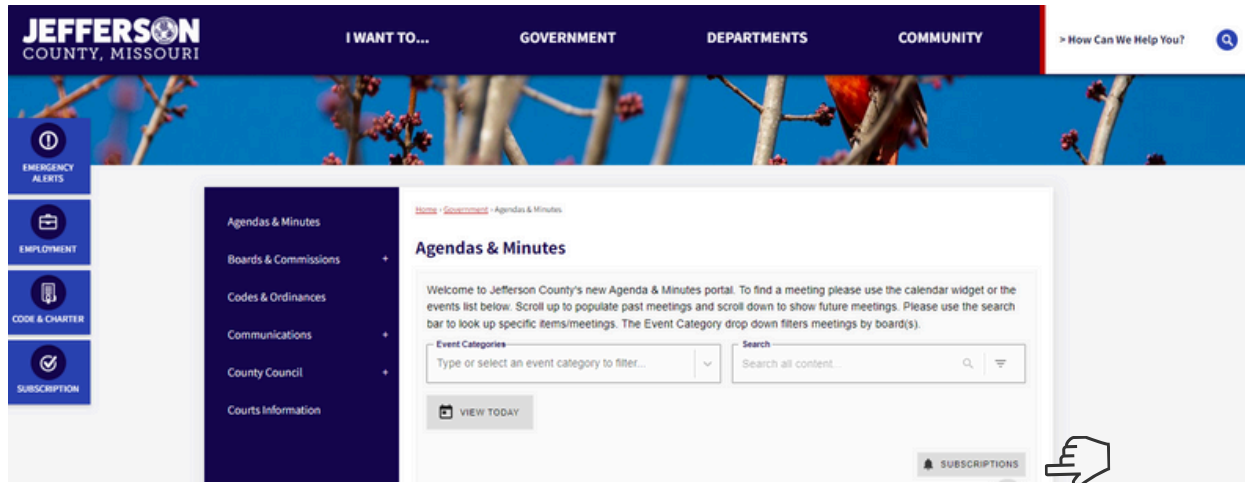 JEFFERSON
COUNTY, MISSOURI
I WANT TO...
GOVERNMENT
DEPARTMENTS
COMMUNITY
> How Can We Help You?
EMERGENCY
ALERTS
EMPLOYMENT
CODE & CHARTER
SUBSCRIPTION
Agendas & Minutes
Boards & Commissions +
Codes & Ordinances
Communications +
County Council +
Courts Information
Home › Government › Agendas & Minutes
Agendas & Minutes
Welcome to Jefferson County's new Agenda & Minutes portal. To find a meeting please use the calendar widget or the
events list below. Scroll up to populate past meetings and scroll down to show future meetings. Please use the search
bar to look up specific items/meetings. The Event Category drop down filters meetings by board(s).
Event Categories
Type or select an event category to filter...
Search
Search all content...
VIEW TODAY
SUBSCRIPTIONS